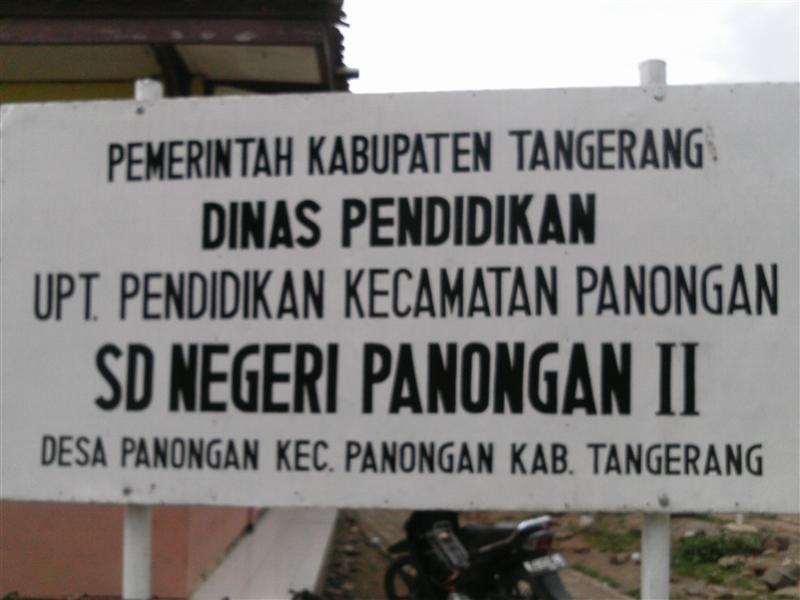 PEMERINTAH KABUPATEN TANGERANG
DINAS PENDIDIKAN
UPT. PENDIDIKAN KECAMATAN PANONGAN
SD NEGERI PANONGAN II
DESA PANONGAN KEC. PANONGAN KAB. TANGERANG